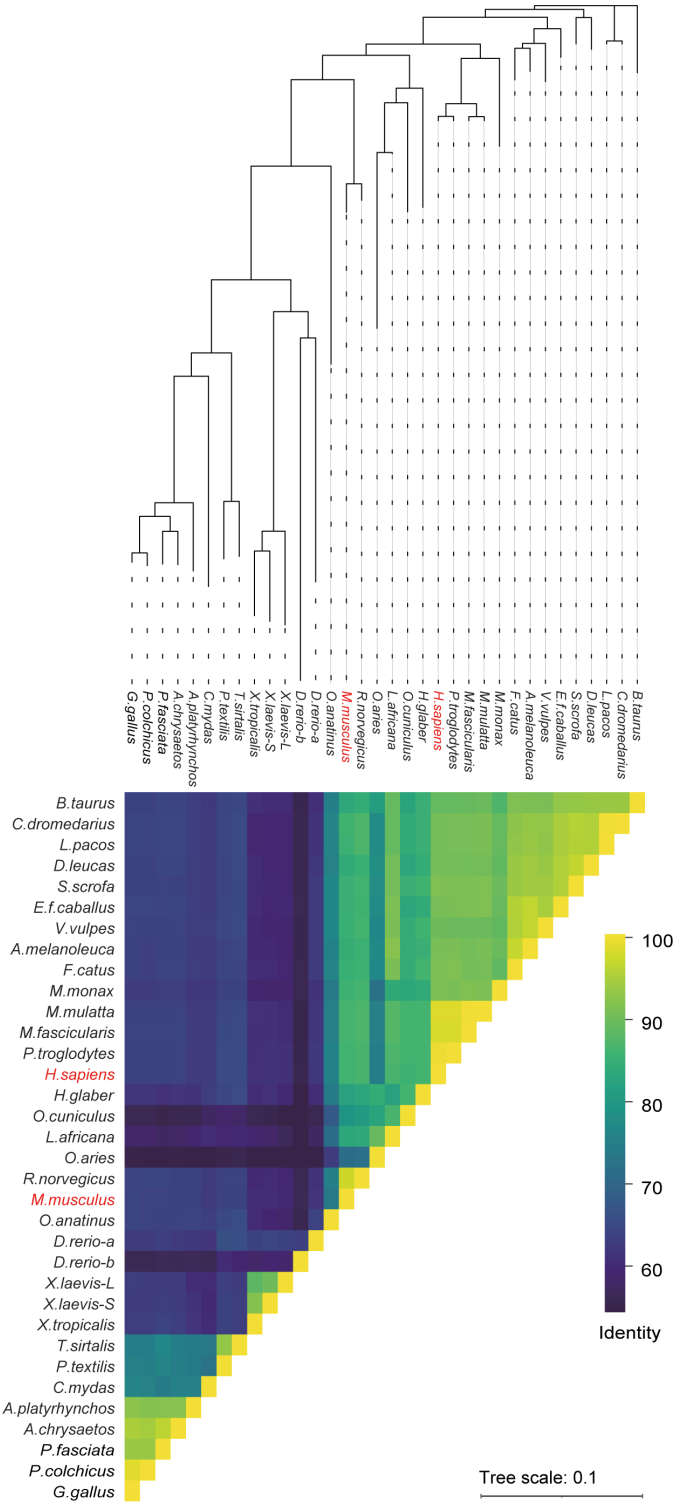 G.gallus
P.colchicus
P.fasciata
A.chrysaetos
A.platyrhynchos
C.mydas
P.textilis
T.sirtalis
X.tropicalis
X.laevis-S
X.laevis-L
D.rerio-b
D.rerio-a
O.anatinus
M.musculus
R.norvegicus
O.aries
L.africana
O.cuniculus
H.glaber
H.sapiens
P.troglodytes
M.fascicularis
M.mulatta
M.monax
F.catus
A.melanoleuca
V.vulpes
E.f.caballus
S.scrofa
D.leucas
L.pacos
C.dromedarius
B.taurus
B.taurus
C.dromedarius
L.pacos
D.leucas
S.scrofa
E.f.caballus
V.vulpes
A.melanoleuca
F.catus
M.monax
M.mulatta
M.fascicularis
P.troglodytes
H.sapiens
H.glaber
O.cuniculus
L.africana
O.aries
R.norvegicus
M.musculus
O.anatinus
D.rerio-a
D.rerio-b
X.laevis-L
X.laevis-S
X.tropicalis
T.sirtalis
P.textilis
C.mydas
A.platyrhynchos
A.chrysaetos
P.fasciata
P.colchicus
G.gallus
100
90
80
70
60
Identity
Tree scale: 0.1